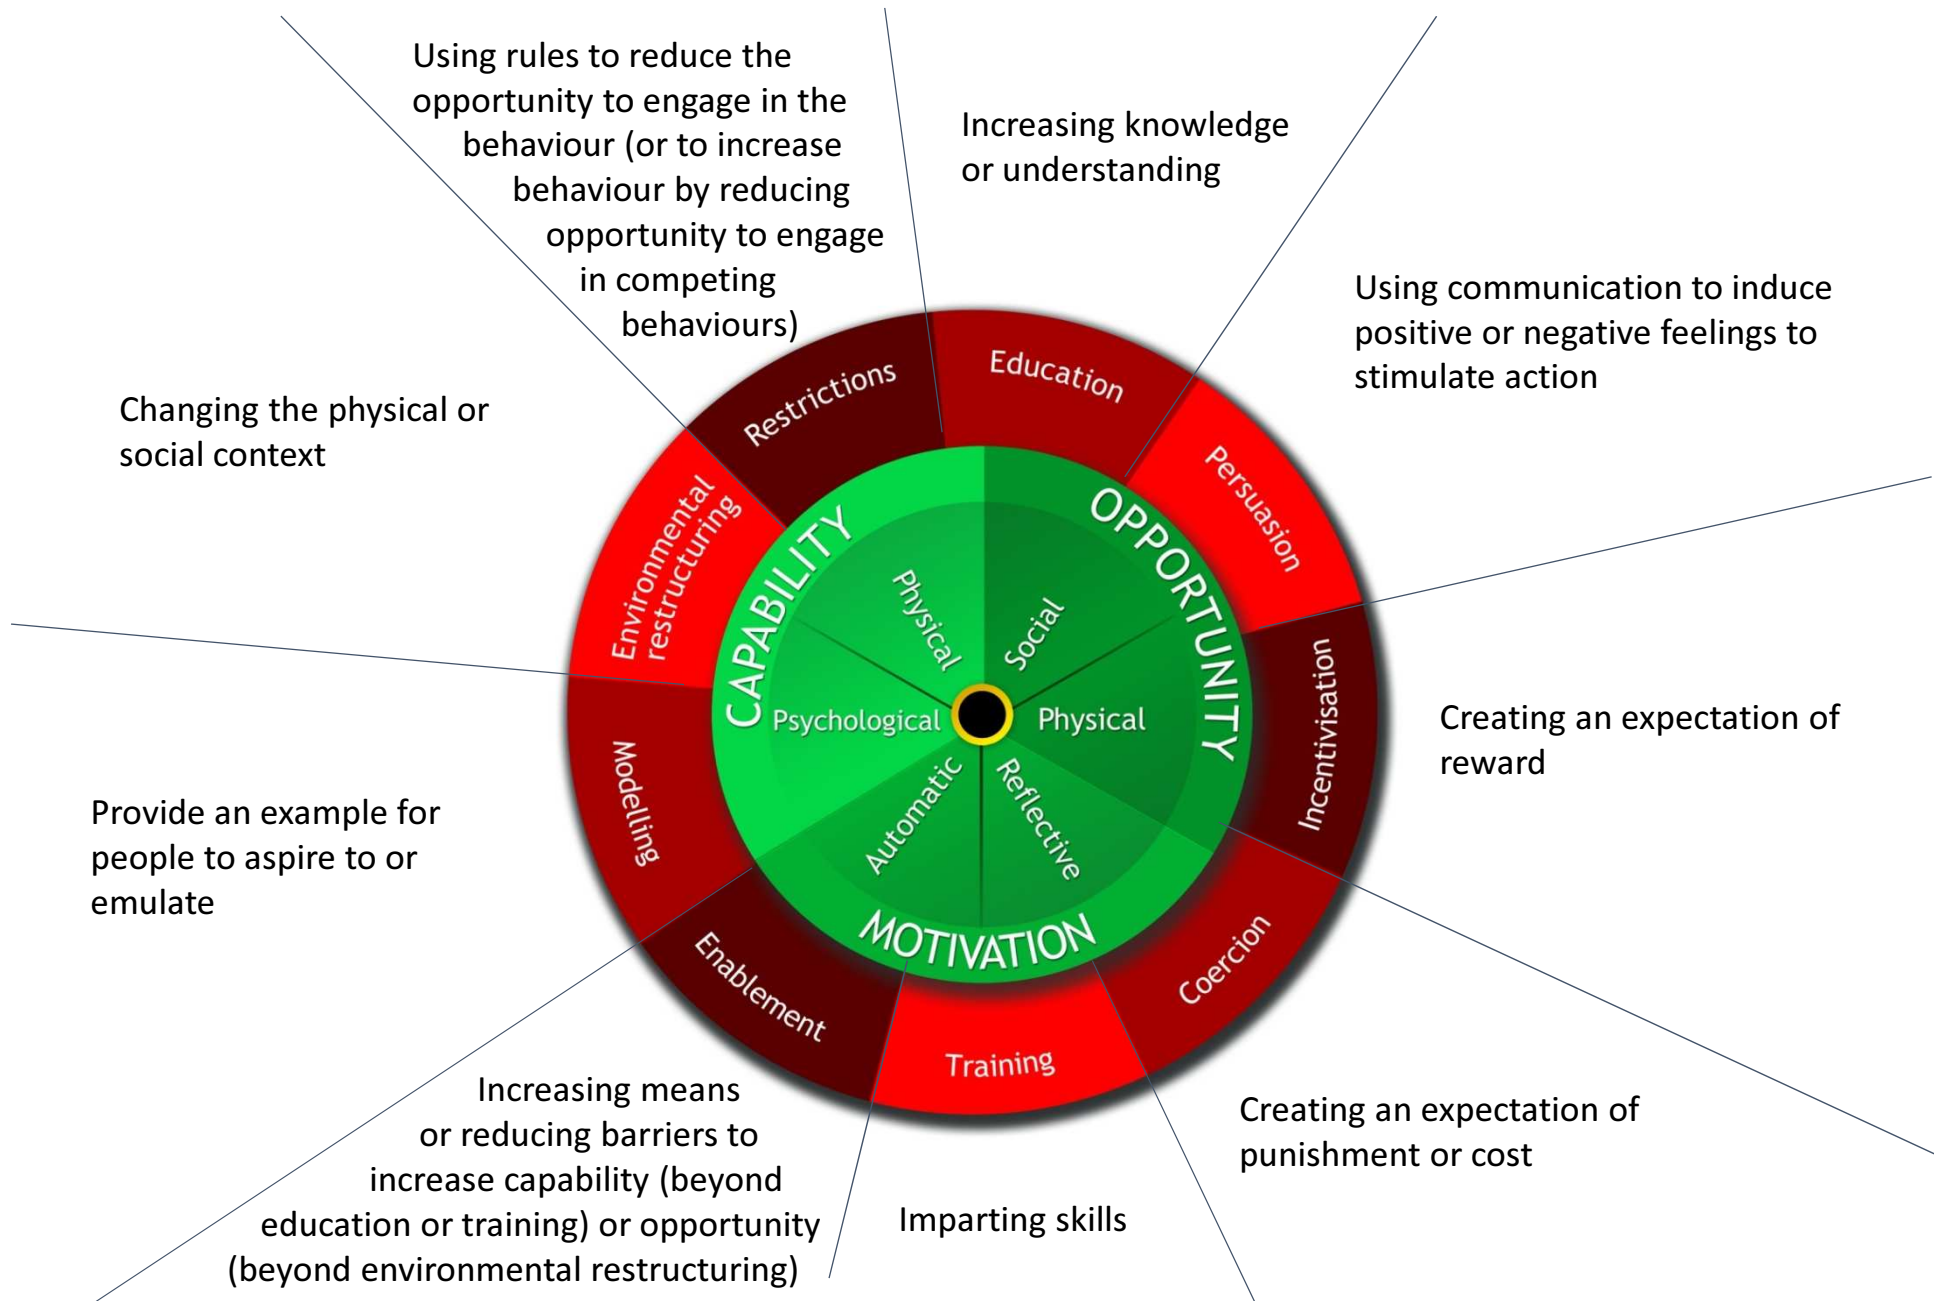 Using rules to reduce the
opportunity to engage in the
behaviour (or to increase
behaviour by reducing
opportunity to engage
in competing
behaviours)
Increasing knowledge
or understanding
Using communication to induce
positive or negative feelings to
stimulate action
Changing the physical or
social context
Creating an expectation of
reward
Provide an example for
people to aspire to or
emulate
Increasing means
or reducing barriers to
increase capability (beyond
education or training) or opportunity
(beyond environmental restructuring)
Imparting skills
Creating an expectation of
punishment or cost
Restrictions
Education
Persuasion
Incentivisation
Coercion
Training
Enablement
Modelling
Environmental
restructuring
CAPABILITY
OPPORTUNITY
MOTIVATION
Physical
Social
Psychological
Physical
Automatic
Reflective